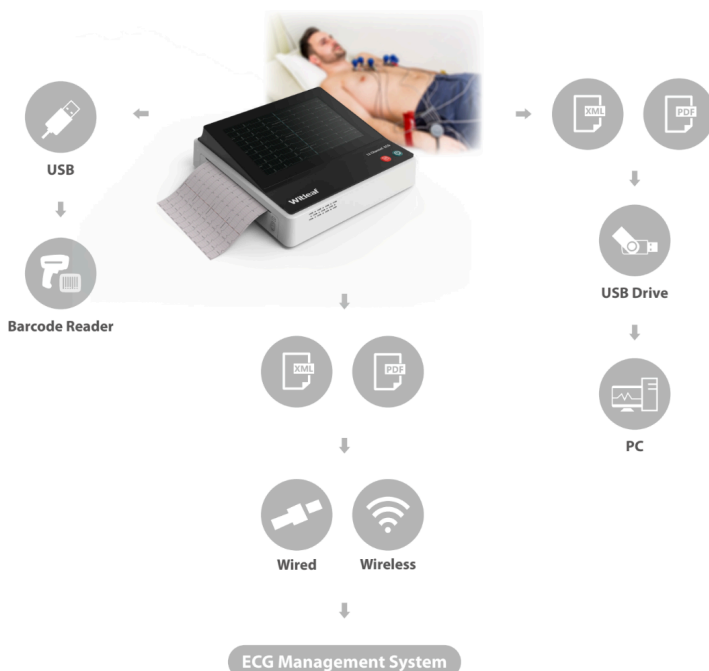 XML
PDF
USB
Witleaf
USB Drive
Barcode Reader
XML
PDF
PC
Wired
Wireless
ECG Management System